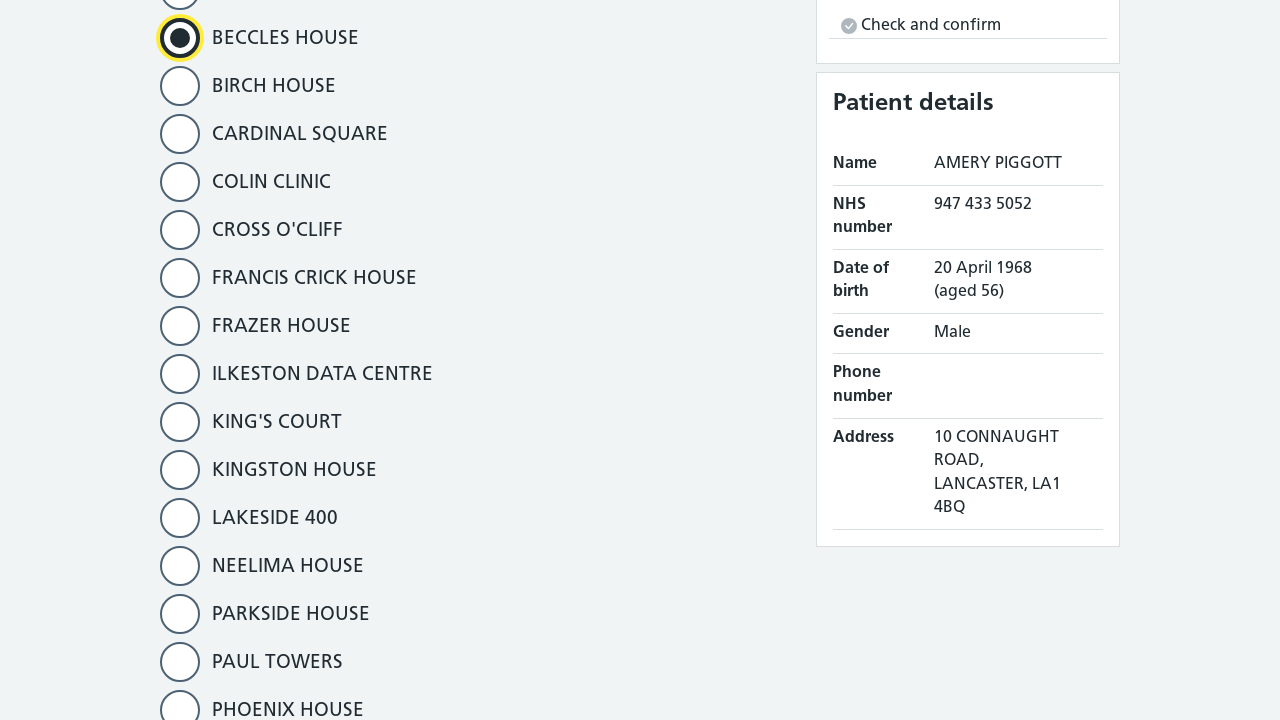 BECCLES HOUSE
BIRCH HOUSE
CARDINAL SQUARE
COLIN CLINIC
CROSS O'CLIFF
FRANCIS CRICK HOUSE
FRAZER HOUSE
ILKESTON DATA CENTRE
KING'S COURT
KINGSTON HOUSE
LAKESIDE 400
NEELIMA HOUSE
PARKSIDE HOUSE
PAUL TOWERS
PHOENIX HOUSE
Check and confirm
Patient details
Name AMERY PIGGOTT
NHS number 947 433 5052
Date of birth 20 April 1968
(aged 56)
Gender Male
Phone number
Address 10 CONNAUGHT
ROAD,
LANCASTER, LA1
4BQ